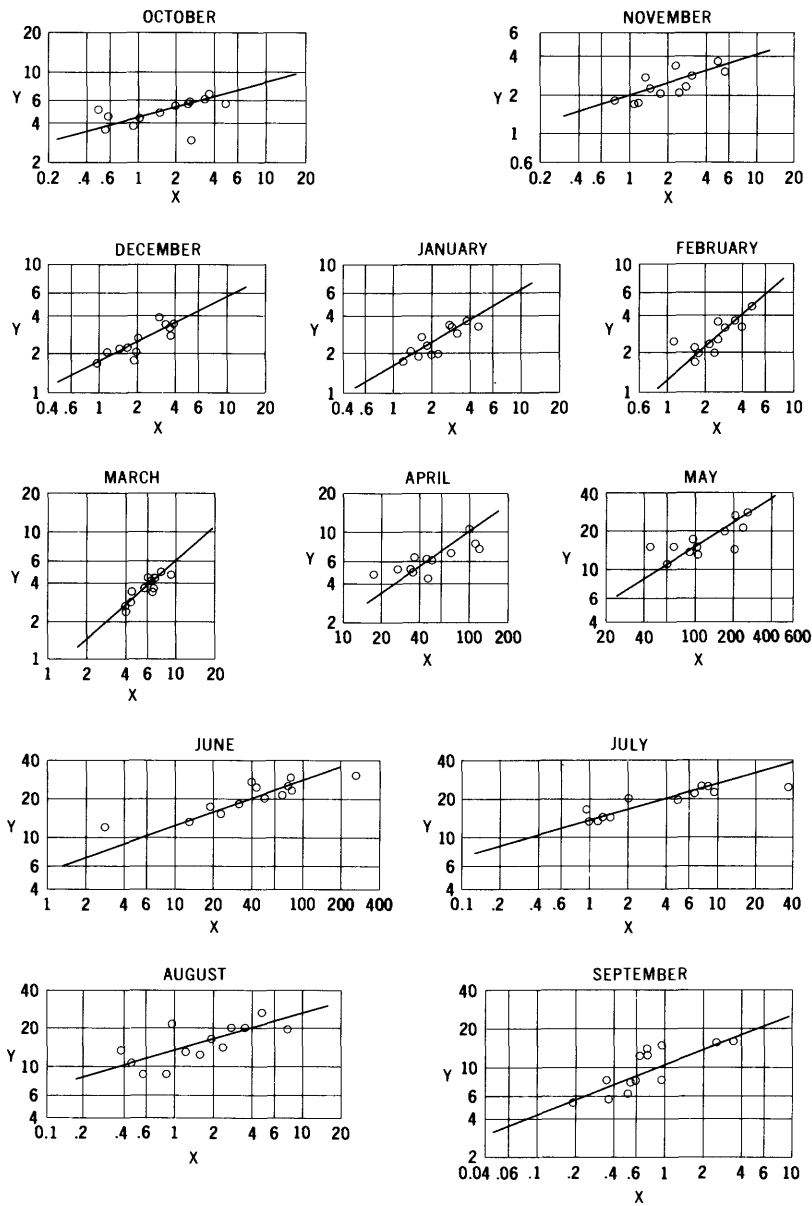 OCTOBER
20
10
Y
6
4
2
0.2 .4 .6 1 2 4 6 10 20
X
NOVEMBER
6
4
Y
2
1
0.6
0.2 .4 .6 1 2 4 6 10 20
X
DECEMBER
10
6
4
Y
2
1
0.4 .6 1 2 4 6 10 20
X
JANUARY
10
6
4
Y
2
1
0.4 .6 1 2 4 6 10 20
X
FEBRUARY
10
6
4
Y
2
1
0.6 1 2 4 6 10
X
MARCH
20
10
Y
6
4
2
1
1 2 4 6 10 20
X
APRIL
20
10
Y
6
4
2
10 20 40 60 100 200
X
MAY
40
20
Y
10
6
4
20 40 60 100 200 400 600
X
JUNE
40
20
Y
10
6
4
1 2 4 6 10 20 40 60 100 200 400
X
JULY
40
20
Y
10
6
4
0.1 .2 .4 .6 1 2 4 6 10 20 40
X
AUGUST
40
20
Y
10
6
4
0.1 .2 .4 .6 1 2 4 6 10 20
X
SEPTEMBER
40
20
Y
10
6
4
2
0.04 .06 .1 .2 .4 .6 1 2 4 6 10
X